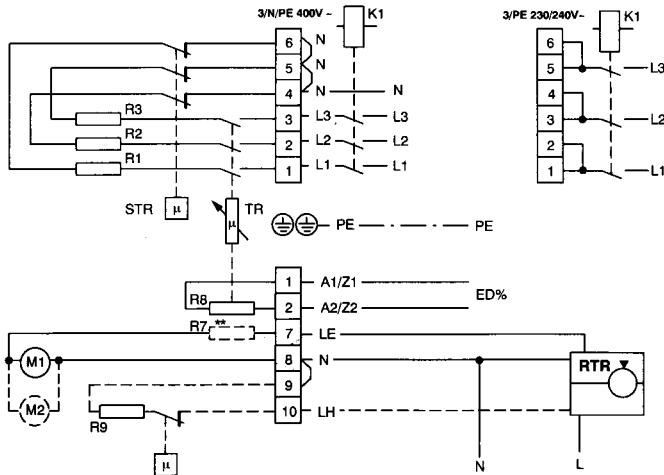 3/N/PE 400V~ K1
3/PE 230/240V~ K1
6 N
5 N
4 N N
R3 3 L3 L3
R2 2 L2 L2
R1 1 L1 L1
6
5 L3
4
3 L2
2
1 L1
STR µ
µ TR
PE PE
1 A1/Z1
ED%
R8 2 A2/Z2
R7 ** 7 LE
M1 8 N
RTR
M2
9
R9 10 LH
µ
N L